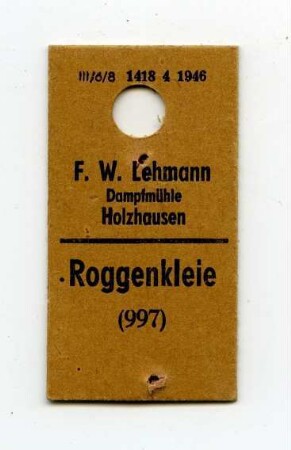 III/6/8 1418 4 1946
F. W. Lehmann
Dampfmühle
Holzhausen
Roggenkleie
(997)